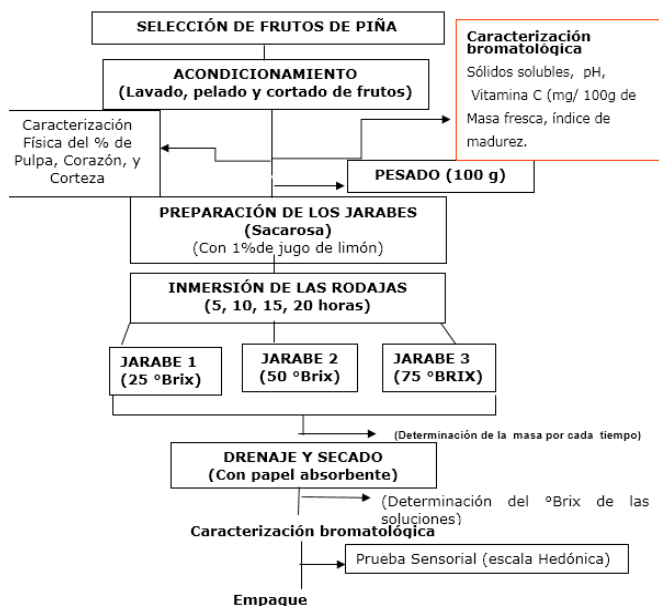 SELECCIÓN DE FRUTOS DE PIÑA
Caracterización
bromatológica
Sólidos solubles, pH,
Vitamina C (mg/ 100g de
Masa fresca, índice de
madurez.
ACONDICIONAMIENTO
(Lavado, pelado y cortado de frutos)
Caracterización
Física del % de
Pulpa, Corazón, y
Corteza
PESADO (100 g)
PREPARACIÓN DE LOS JARABES
(Sacarosa)
(Con 1%de jugo de limón)
INMERSIÓN DE LAS RODAJAS
(5, 10, 15, 20 horas)
JARABE 1
(25 °Brix)
JARABE 2
(50 °Brix)
JARABE 3
(75 °BRIX)
(Determinación de la masa por cada tiempo)
DRENAJE Y SECADO
(Con papel absorbente)
(Determinación del °Brix de las
soluciones)
Caracterización bromatológica
Prueba Sensorial (escala Hedónica)
Empaque